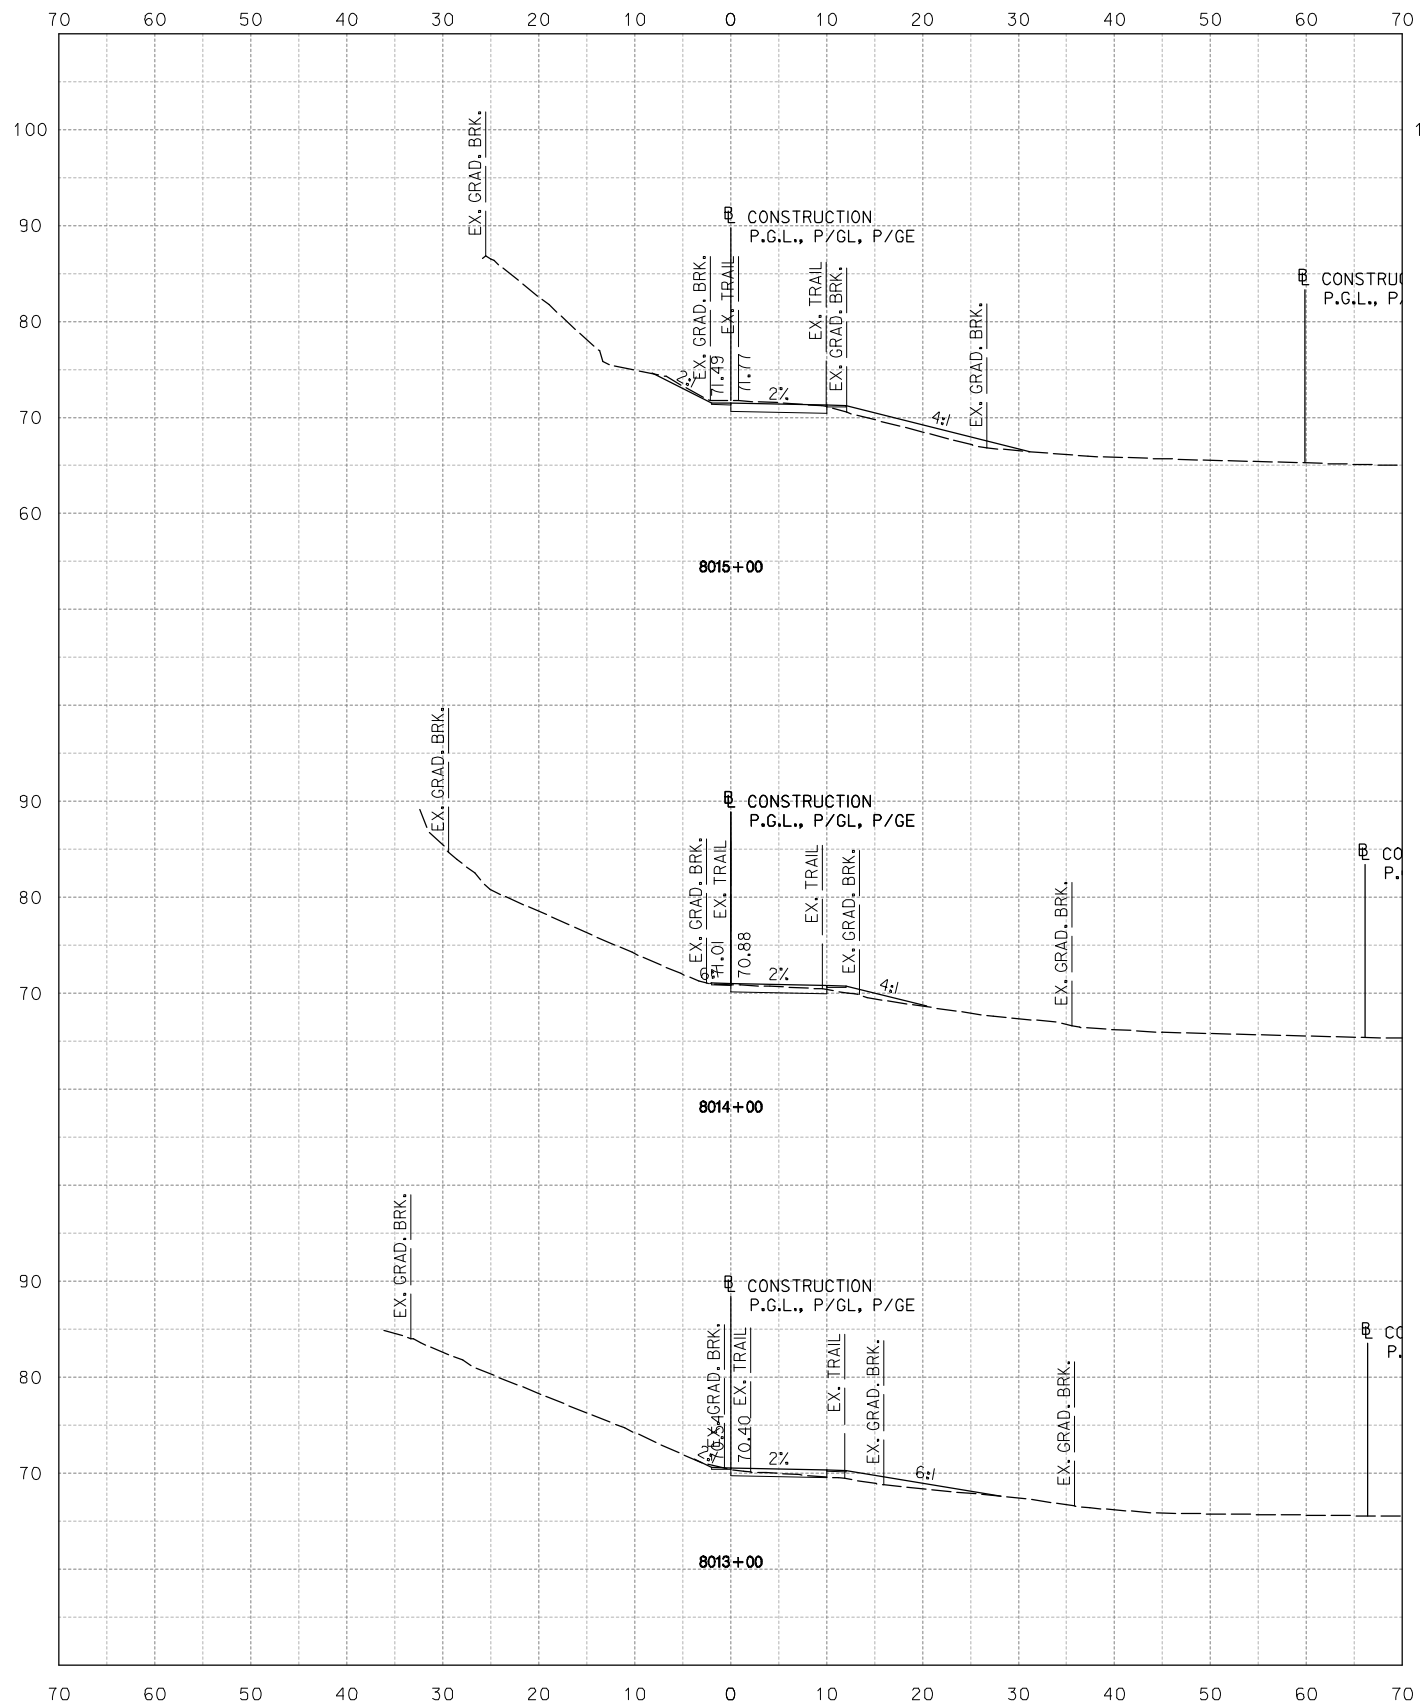 70 60 50 40 30 20 10 0 10 20 30 40 50 60 70
100
EX. GRAD. BRK.
90
B L CONSTRUCTION
P.G.L., P/GL, P/GE
EX. GRAD. BRK.
EX. TRAIL
EX. TRAIL
EX. GRAD. BRK.
EX. GRAD. BRK.
B L CONSTRU
P.G.L., P/
80
71.49
71.77
2:1
2%
4:1
70
60
8015+00
EX. GRAD. BRK.
90
B L CONSTRUCTION
P.G.L., P/GL, P/GE
EX. GRAD. BRK.
EX. TRAIL
EX. TRAIL
EX. GRAD. BRK.
EX. GRAD. BRK.
B L CO
P.
80
71.01
70.88
2%
4:1
70
8014+00
EX. GRAD. BRK.
90
B L CONSTRUCTION
P.G.L., P/GL, P/GE
EX. GRAD. BRK.
EX. TRAIL
EX. TRAIL
EX. GRAD. BRK.
EX. GRAD. BRK.
B L CO
P.
80
70.54
70.40
2%
6:1
70
8013+00
70 60 50 40 30 20 10 0 10 20 30 40 50 60 70